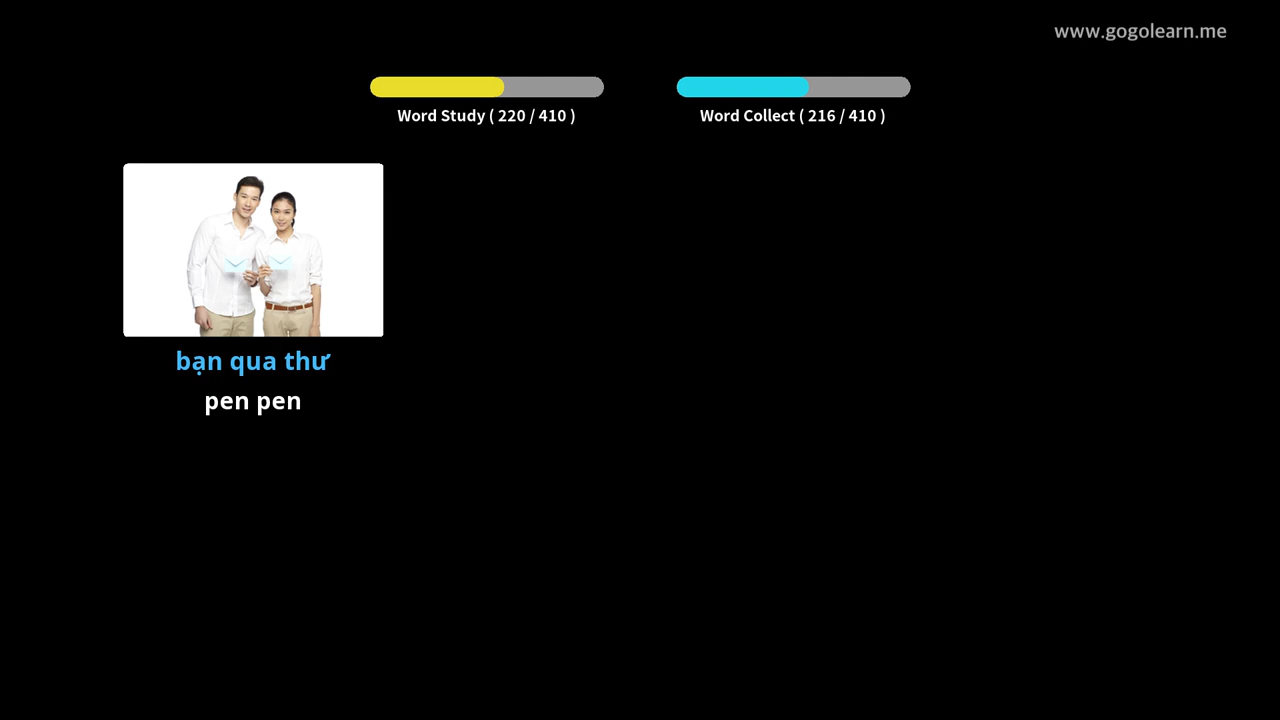 www.gogolearn.me
Word Study ( 220 / 410 )
Word Collect ( 216 / 410 )
bạn qua thư
pen pen